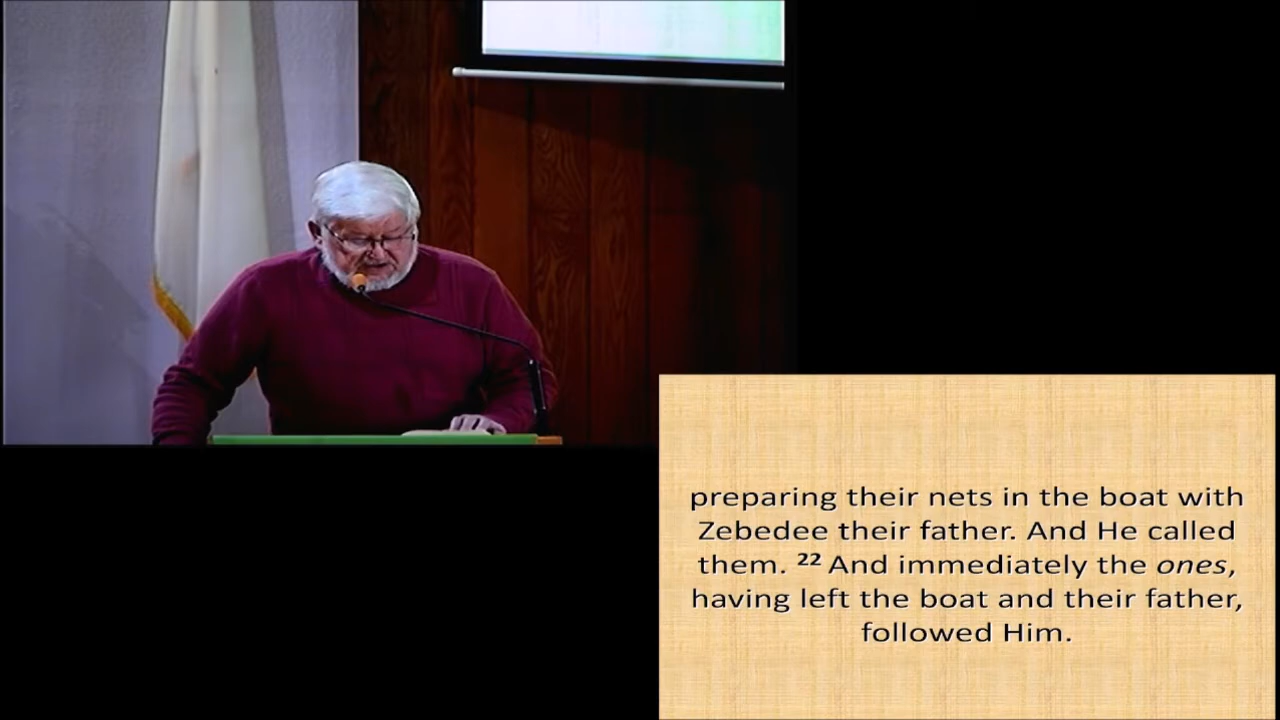 preparing their nets in the boat with
Zebedee their father. And He called
them. 22 And immediately the ones,
having left the boat and their father,
followed Him.